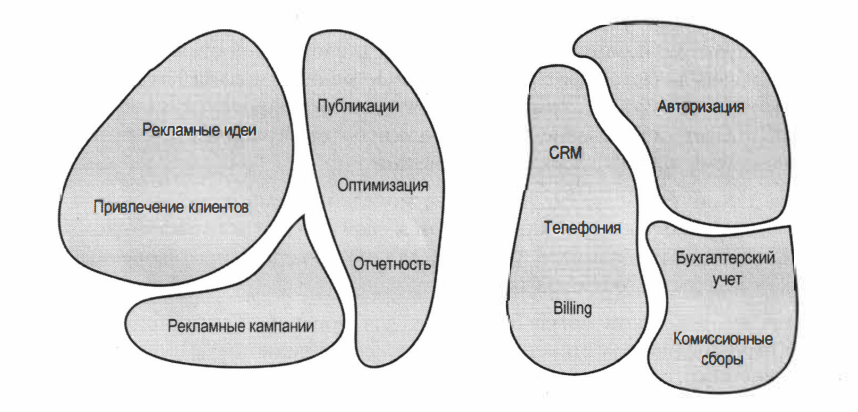 Рекламные идеи
Привлечение клиентов
Рекламные кампании
Публикации
Оптимизация
Отчетность
CRM
Телефония
Billing
Авторизация
Бухгалтерский
учет
Комиссионные
сборы